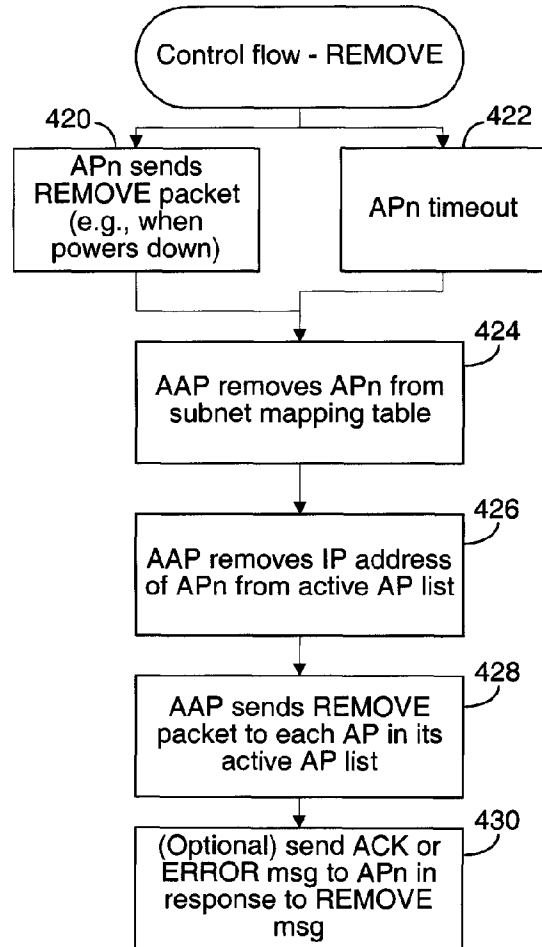 Control flow - REMOVE
420
422
APn sends
REMOVE packet
(e.g., when
powers down)
APn timeout
424
AAP removes APn from
subnet mapping table
426
AAP removes IP address
of APn from active AP list
428
AAP sends REMOVE
packet to each AP in its
active AP list
430
(Optional) send ACK or
ERROR msg to APn in
response to REMOVE
msg